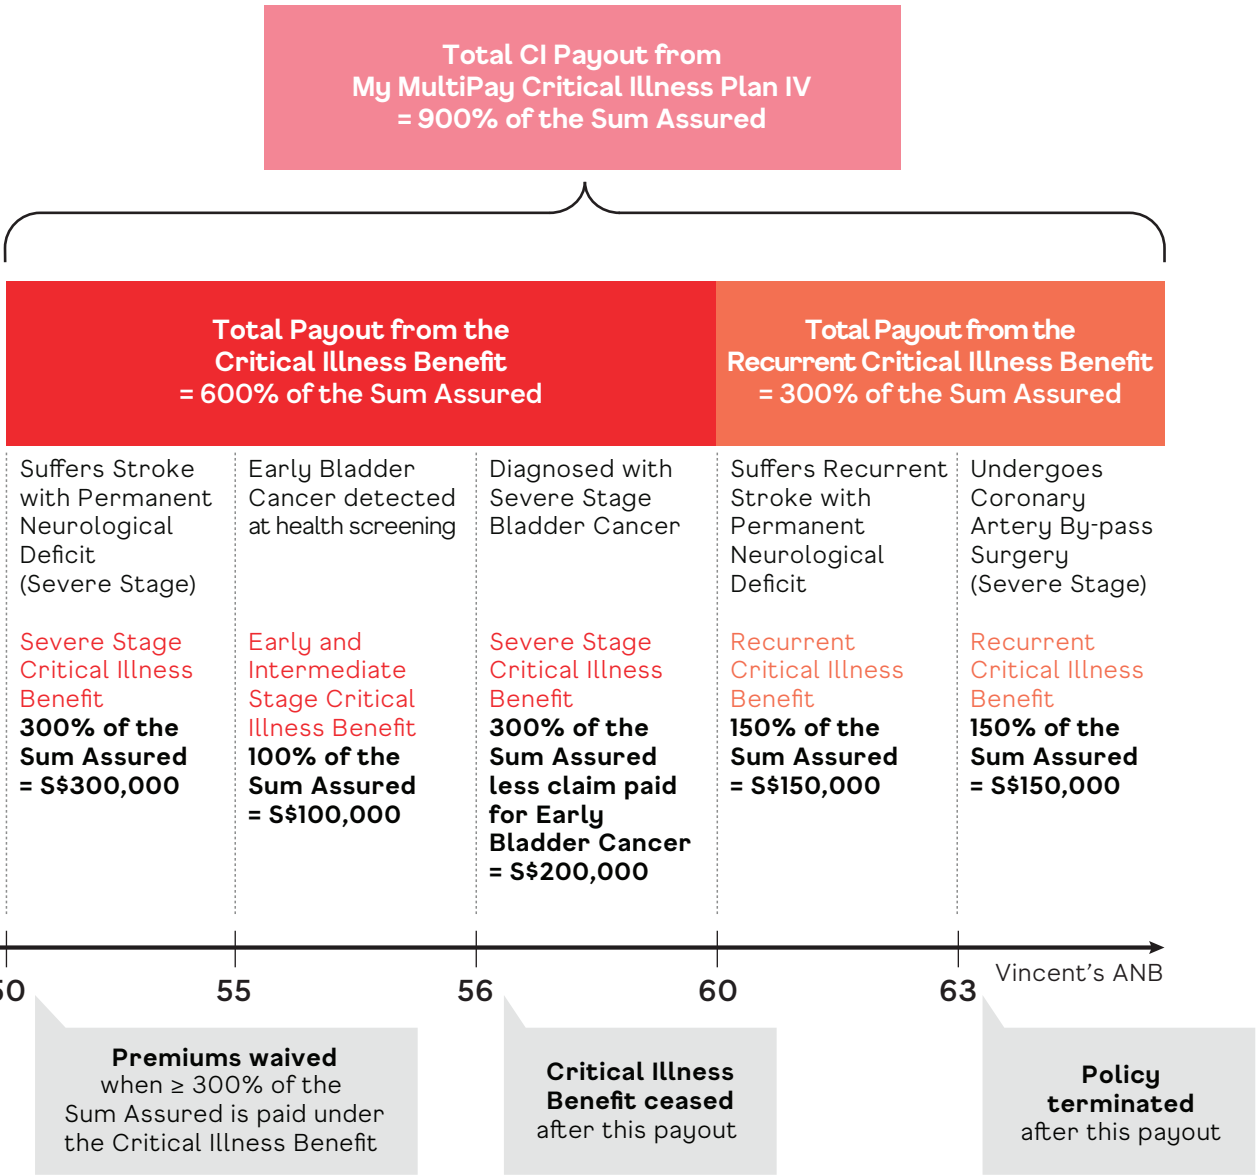 Total CI Payout from
My MultiPay Critical Illness Plan IV
= 900% of the Sum Assured
Total Payout from the
Critical Illness Benefit
= 600% of the Sum Assured
Total Payout from the
Recurrent Critical Illness Benefit
= 300% of the Sum Assured
Suffers Stroke
with Permanent
Neurological
Deficit
(Severe Stage)
Severe Stage
Critical Illness
Benefit
300% of the
Sum Assured
= S$300,000
Early Bladder
Cancer detected
at health screening
Early and
Intermediate
Stage Critical
Illness Benefit
100% of the
Sum Assured
= S$100,000
Diagnosed with
Severe Stage
Bladder Cancer
Severe Stage
Critical Illness
Benefit
300% of the
Sum Assured
less claim paid
for Early
Bladder Cancer
= S$200,000
Suffers Recurrent
Stroke with
Permanent
Neurological
Deficit
Recurrent
Critical Illness
Benefit
150% of the
Sum Assured
= S$150,000
Undergoes
Coronary
Artery By-pass
Surgery
(Severe Stage)
Recurrent
Critical Illness
Benefit
150% of the
Sum Assured
= S$150,000
50
55
56
60
63
Vincent's ANB
Premiums waived
when ≥ 300% of the
Sum Assured is paid under
the Critical Illness Benefit
Critical Illness
Benefit ceased
after this payout
Policy
terminated
after this payout